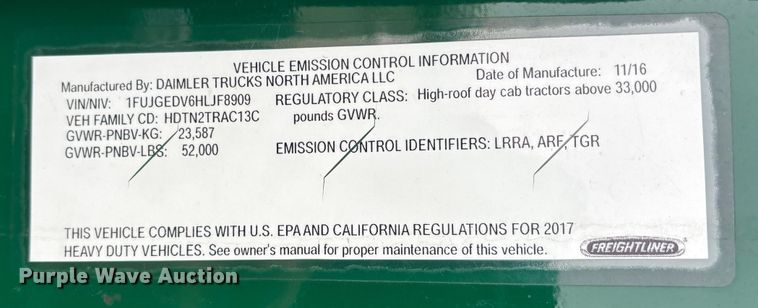 VEHICLE EMISSION CONTROL INFORMATION
Manufactured By: DAIMLER TRUCKS NORTH AMERICA LLC Date of Manufacture: 11/16
VIN/NIV: 1FUJGEDV6HLJF8909 REGULATORY CLASS: High-roof day cab tractors above 33,000
VEH FAMILY CD: HDTN2TRAC13C pounds GVWR.
GVWR-PNBV-KG: 23,587
GVWR-PNBV-LBS: 52,000 EMISSION CONTROL IDENTIFIERS: LRRA, ARF, TGR
THIS VEHICLE COMPLIES WITH U.S. EPA AND CALIFORNIA REGULATIONS FOR 2017
HEAVY DUTY VEHICLES. See owner's manual for proper maintenance of this vehicle. FREIGHTLINER
Purple Wave Auction